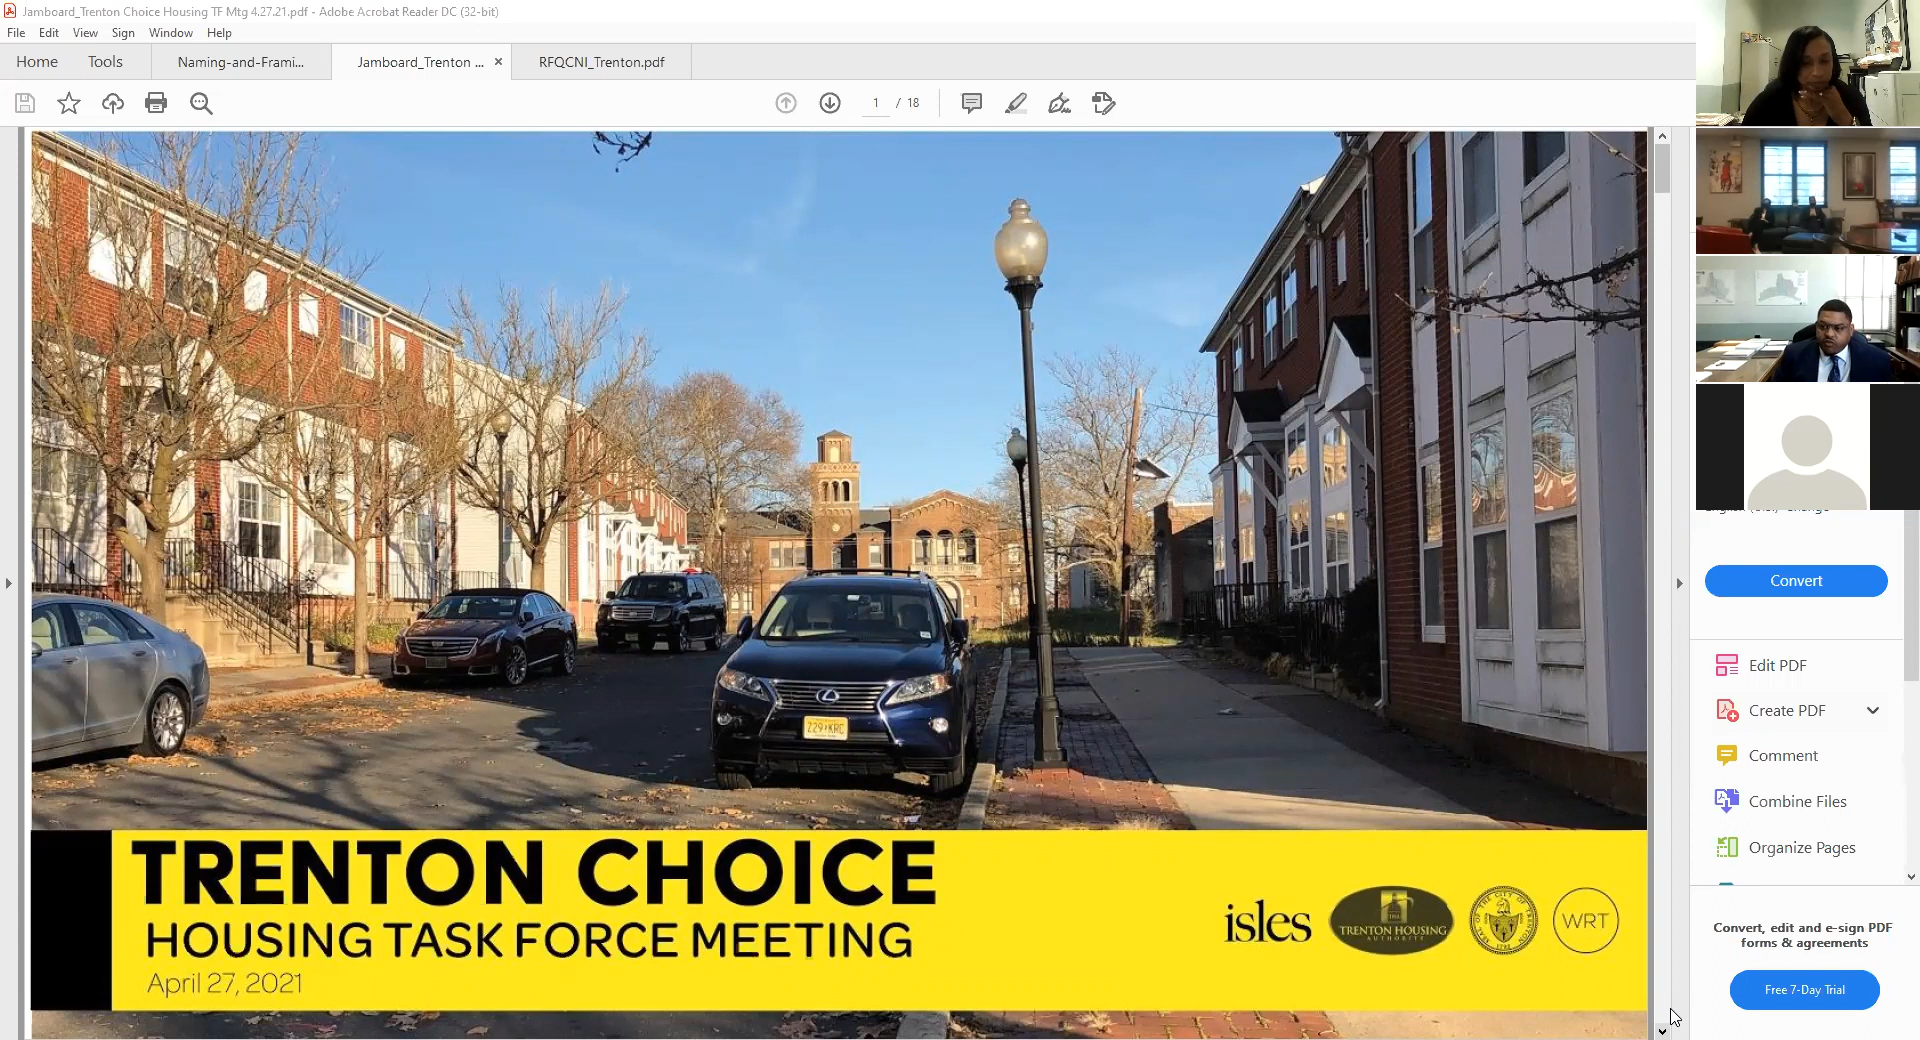 Jamboard_Trenton Choice Housing TF Mtg 4.27.21.pdf - Adobe Acrobat Reader DC (32-bit)
File Edit View Sign Window Help
Home Tools Naming-and-Frami... Jamboard_Trenton ... × RFQCNI_Trenton.pdf
1 / 18
229 KRC
TRENTON CHOICE
HOUSING TASK FORCE MEETING
April 27, 2021
isles
TRENTON HOUSING
AUTHORITY
WRT
Convert
Edit PDF
Create PDF
Comment
Combine Files
Organize Pages
Convert, edit and e-sign PDF
forms & agreements
Free 7-Day Trial